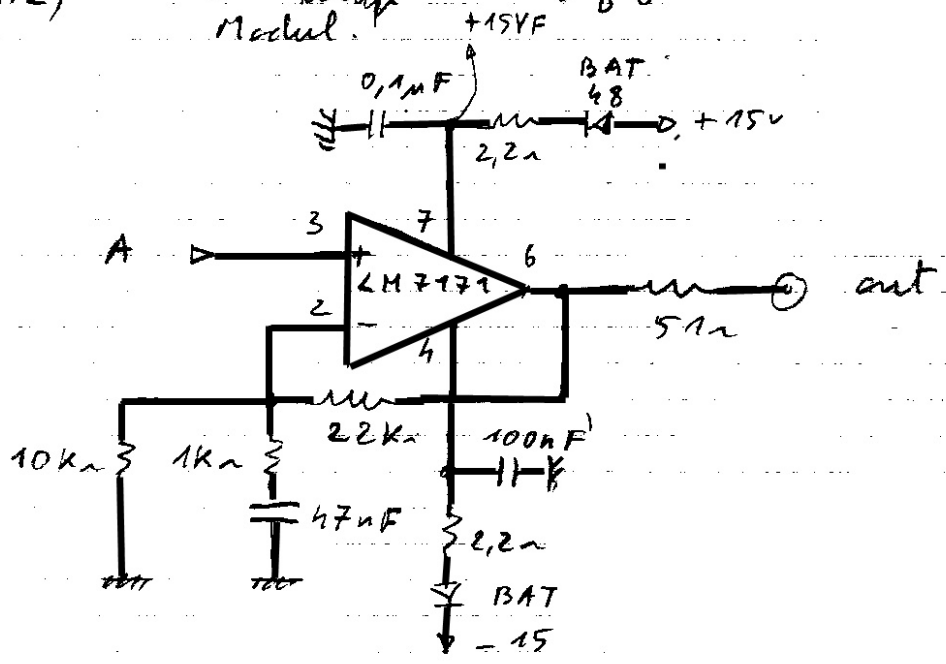 Modul.
+15VF
0,1µF
BAT
48
+15v
2,2Ω
A
3
7
+
6
LM7171
out
2
-
4
51Ω
22kΩ
100nF
10kΩ
1kΩ
47nF
2,2Ω
BAT
-15